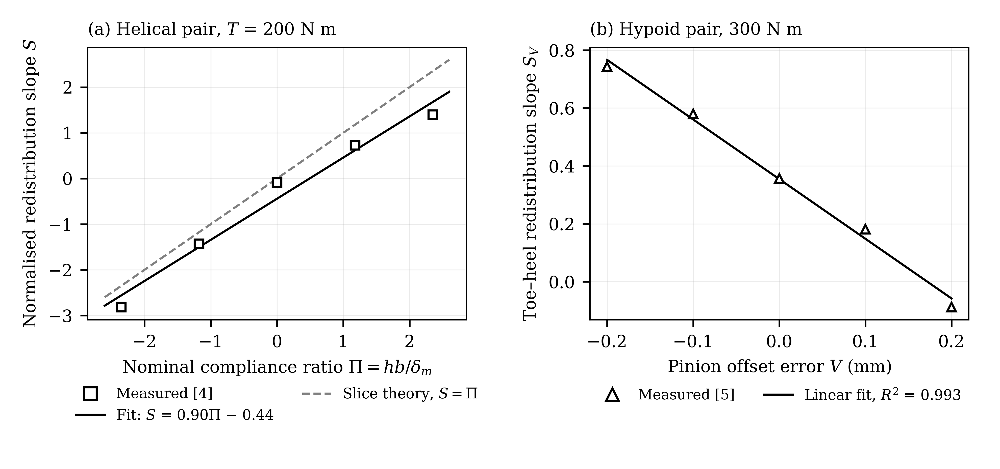 (a) Helical pair, T = 200 N m
Normalised redistribution slope S
2
1
0
−1
−2
−3
−2
−1
0
1
2
Nominal compliance ratio Π = hb/δm
Measured [4]
Slice theory, S = Π
Fit: S = 0.90Π − 0.44
(b) Hypoid pair, 300 N m
Toe–heel redistribution slope SV
0.8
0.6
0.4
0.2
0.0
−0.2
−0.1
0.0
0.1
0.2
Pinion offset error V (mm)
Measured [5]
Linear fit, R² = 0.993